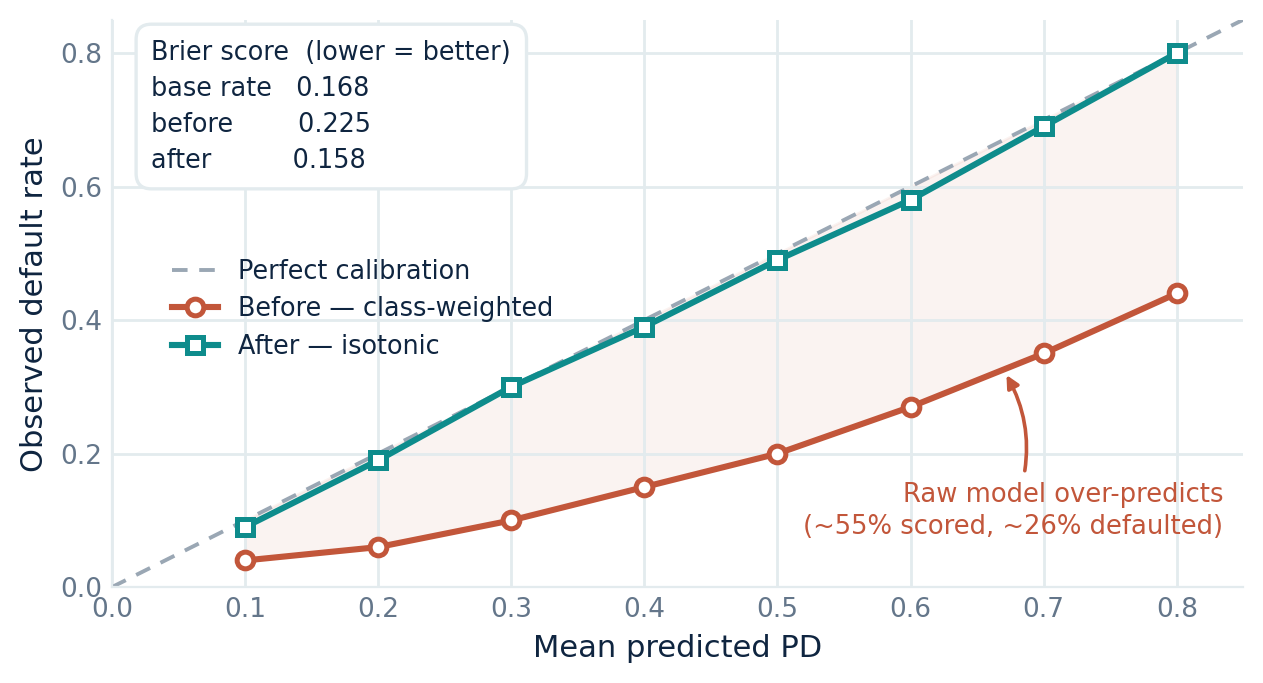 Brier score (lower = better)
base rate 0.168
before 0.225
after 0.158
Perfect calibration
Before — class-weighted
After — isotonic
Raw model over-predicts
(~55% scored, ~26% defaulted)
Observed default rate
0.8
0.6
0.4
0.2
0.0
0.0 0.1 0.2 0.3 0.4 0.5 0.6 0.7 0.8
Mean predicted PD